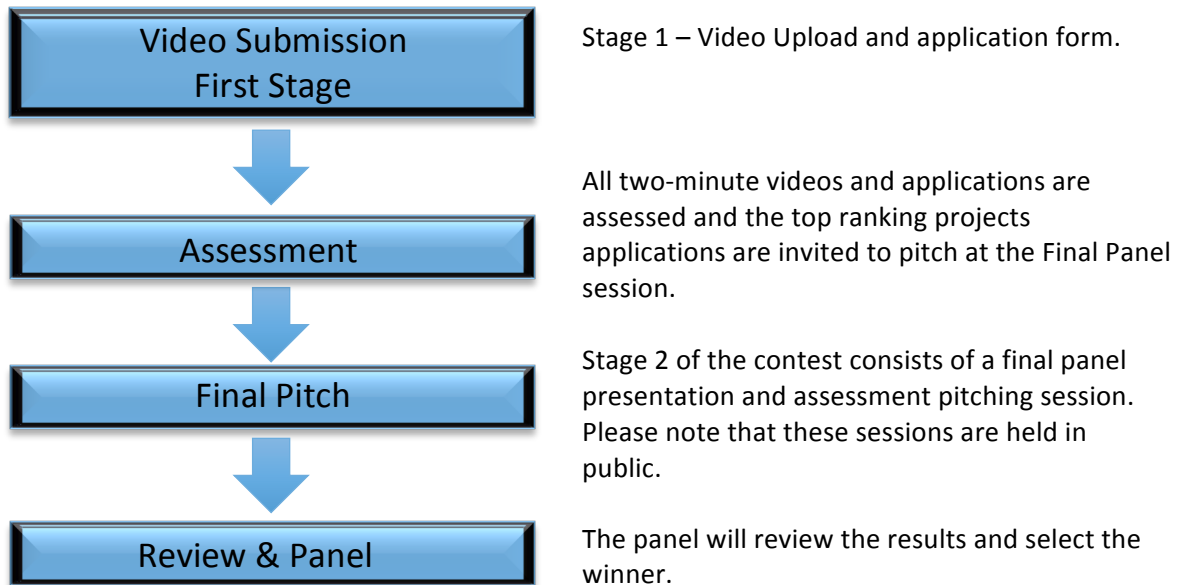 Video Submission
First Stage
Stage 1 – Video Upload and application form.
Assessment
All two-minute videos and applications are
assessed and the top ranking projects
applications are invited to pitch at the Final Panel
session.
Final Pitch
Stage 2 of the contest consists of a final panel
presentation and assessment pitching session.
Please note that these sessions are held in
public.
Review & Panel
The panel will review the results and select the
winner.